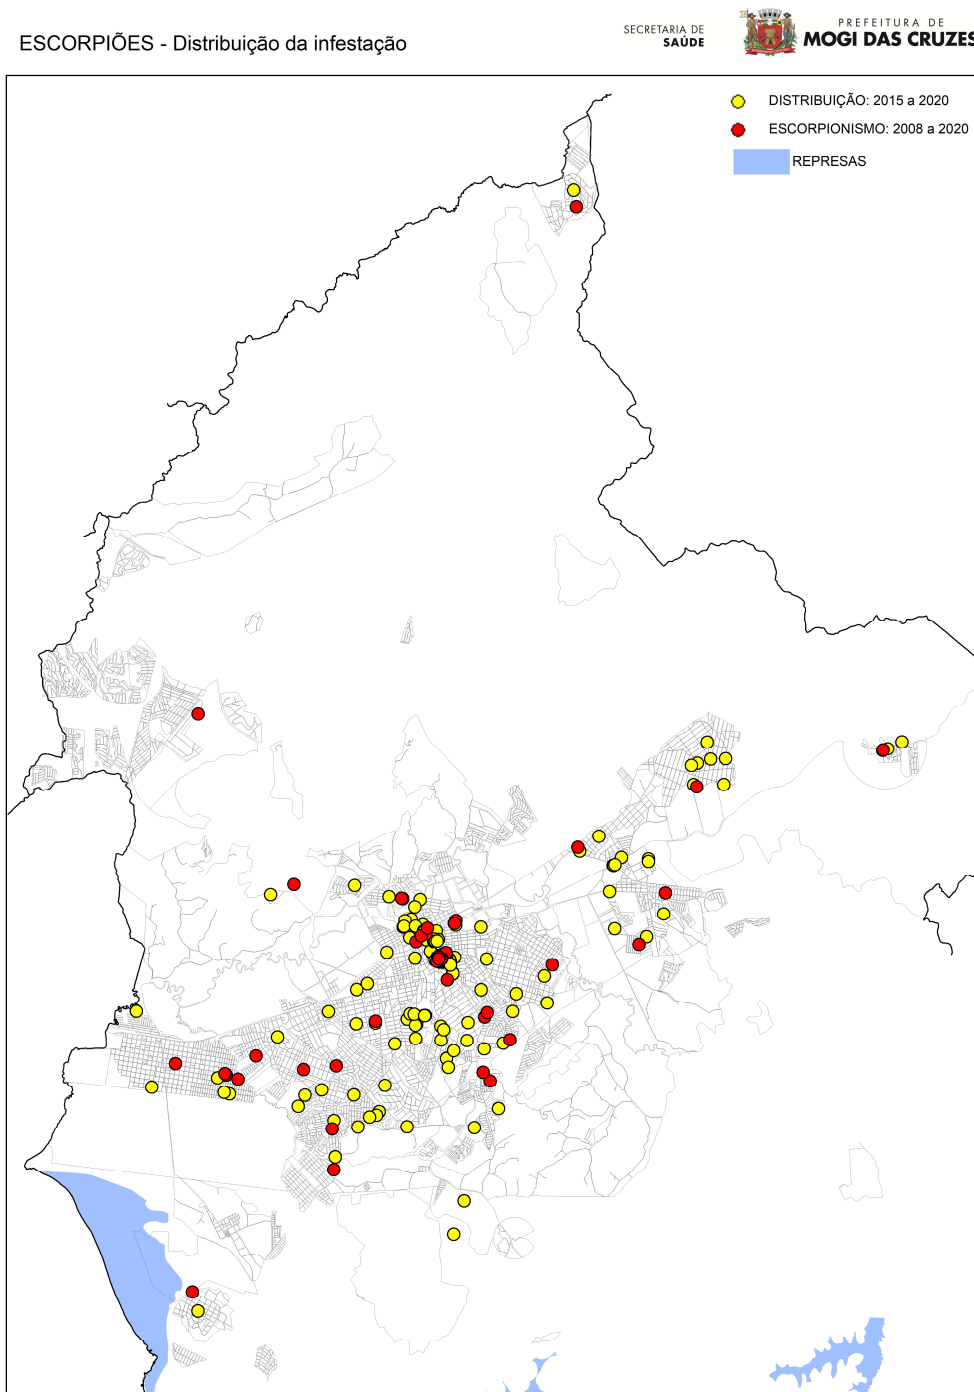 ESCORPIÕES - Distribuição da infestação
SECRETARIA DE
SAÚDE
PREFEITURA DE
MOGI DAS CRUZES
DISTRIBUIÇÃO: 2015 a 2020
ESCORPIONISMO: 2008 a 2020
REPRESAS